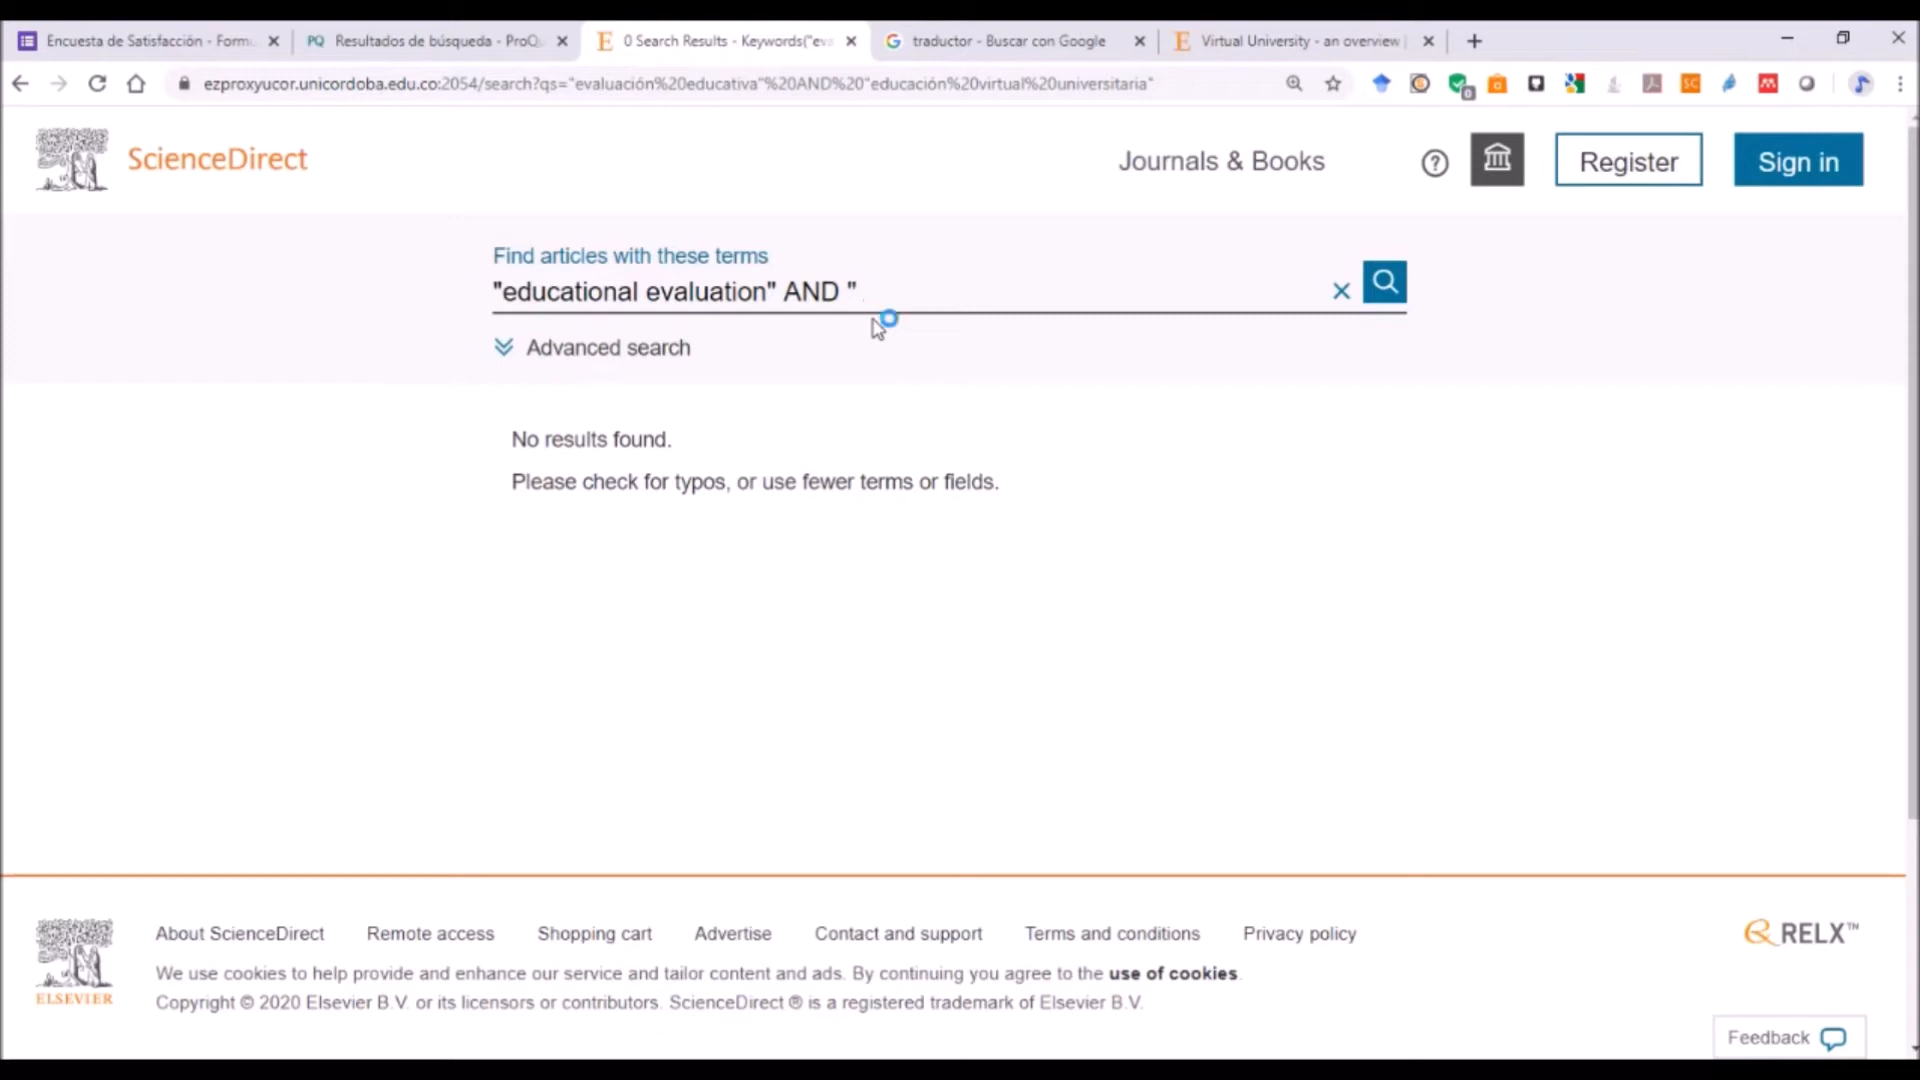 Encuesta de Satisfacción - Form
PQ Resultados de búsqueda - ProQ
0 Search Results - Keywords("eva
traductor - Buscar con Google
Virtual University - an overview |
ezproxyucor.unicordoba.edu.co:2054/search?qs="evaluación%20educativa"%20AND%20"educación%20virtual%20universitaria"
ScienceDirect
Journals & Books
Register
Sign in
Find articles with these terms
"educational evaluation" AND "
Advanced search
No results found.
Please check for typos, or use fewer terms or fields.
About ScienceDirect Remote access Shopping cart Advertise Contact and support Terms and conditions Privacy policy
RELX™
We use cookies to help provide and enhance our service and tailor content and ads. By continuing you agree to the use of cookies.
Copyright © 2020 Elsevier B.V. or its licensors or contributors. ScienceDirect ® is a registered trademark of Elsevier B.V.
ELSEVIER
Feedback